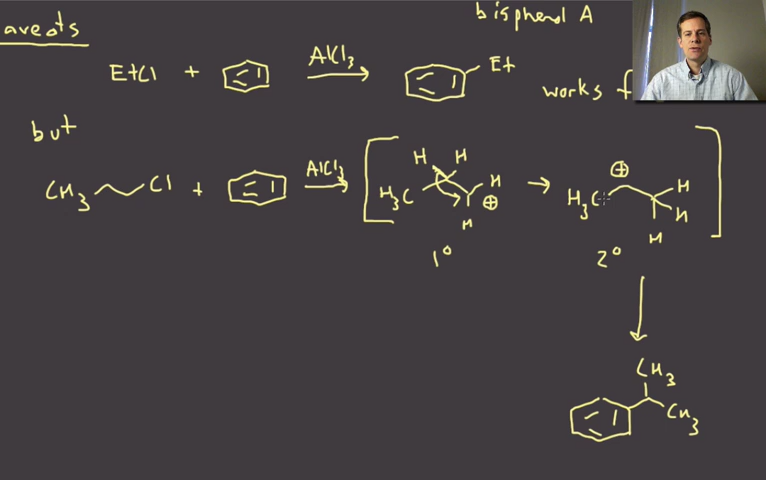 bisphenol A
aveats
EtCl + AlCl3 Et
works f
but
CH3 Cl + AlCl3 H H H3C H ⊕ H → H3C ⊕ H H H
1° 2°
CH3
CH3